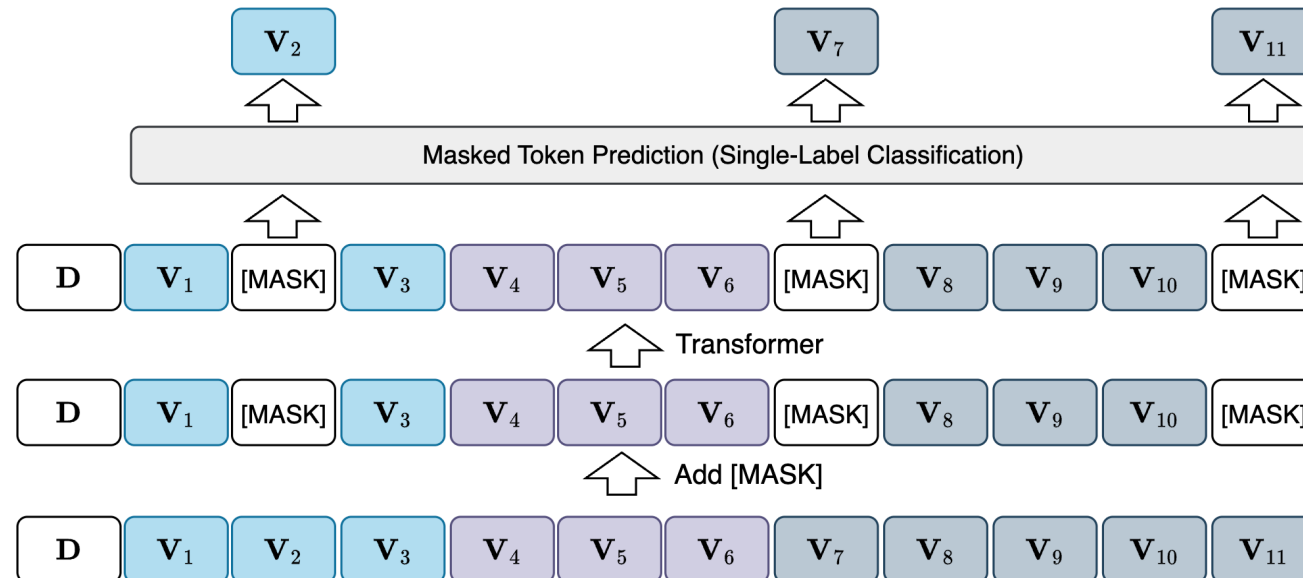 V₂ V₇ V₁₁
Masked Token Prediction (Single-Label Classification)
D V₁ [MASK] V₃ V₄ V₅ V₆ [MASK] V₈ V₉ V₁₀ [MASK]
Transformer
D V₁ [MASK] V₃ V₄ V₅ V₆ [MASK] V₈ V₉ V₁₀ [MASK]
Add [MASK]
D V₁ V₂ V₃ V₄ V₅ V₆ V₇ V₈ V₉ V₁₀ V₁₁